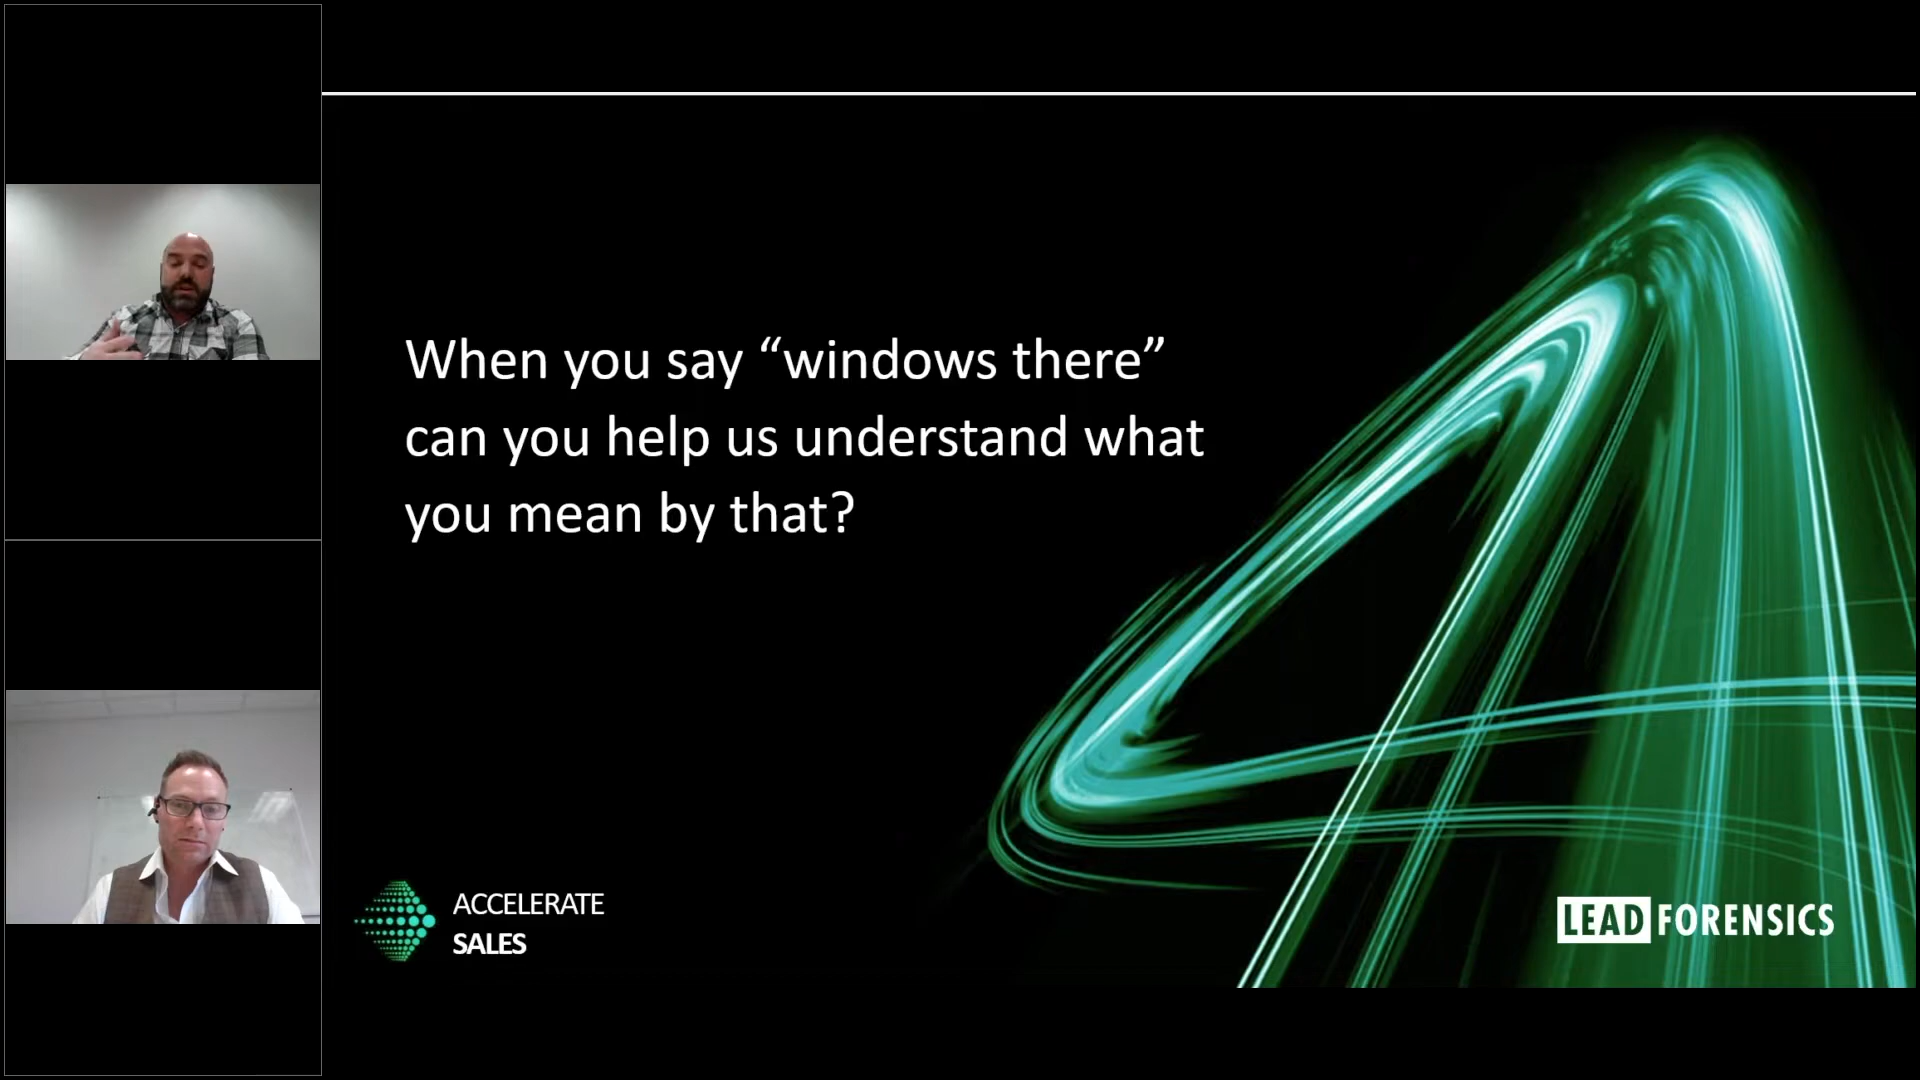 When you say “windows there”
can you help us understand what
you mean by that?
ACCELERATE
SALES
LEAD FORENSICS